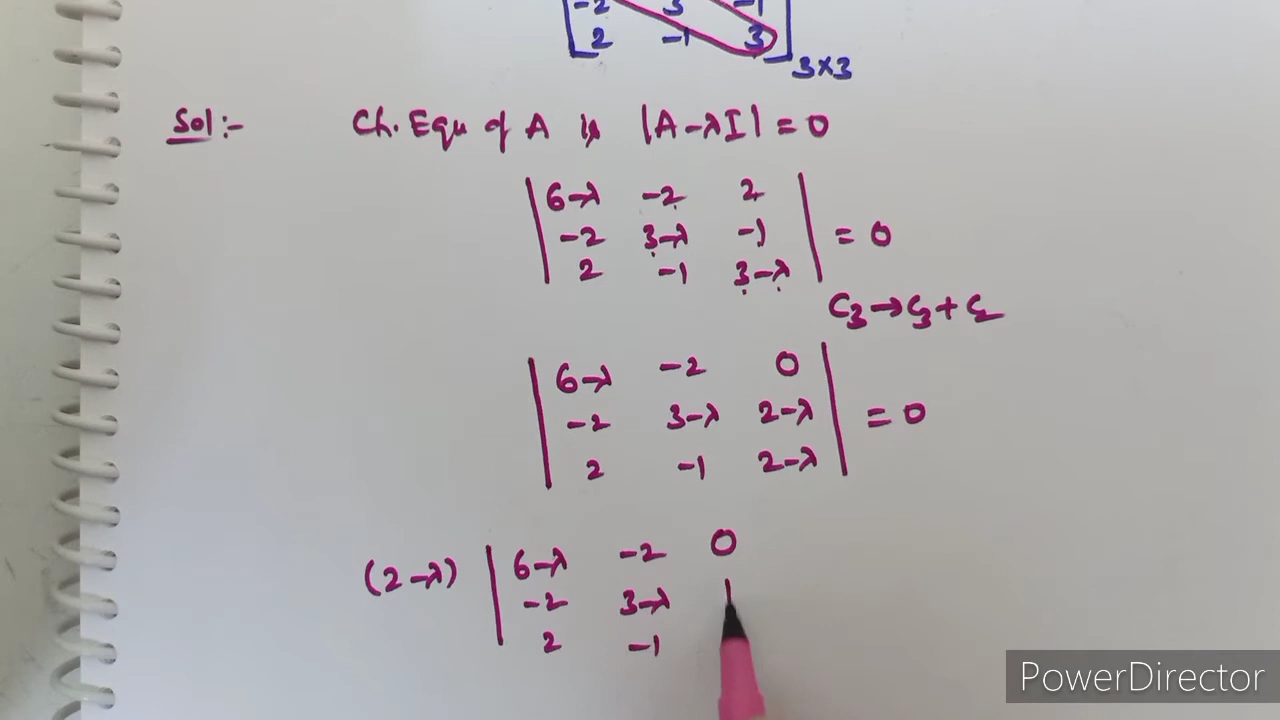 -2 3 -1
2 -1 3
3×3
Sol:- Ch. Equ of A is |A-λI| = 0
6-λ -2 2
-2 3-λ -1 = 0
2 -1 3-λ
C3→C3+C2
6-λ -2 0
-2 3-λ 2-λ = 0
2 -1 2-λ
(2-λ) 6-λ -2 0
-2 3-λ 1
2 -1
PowerDirector